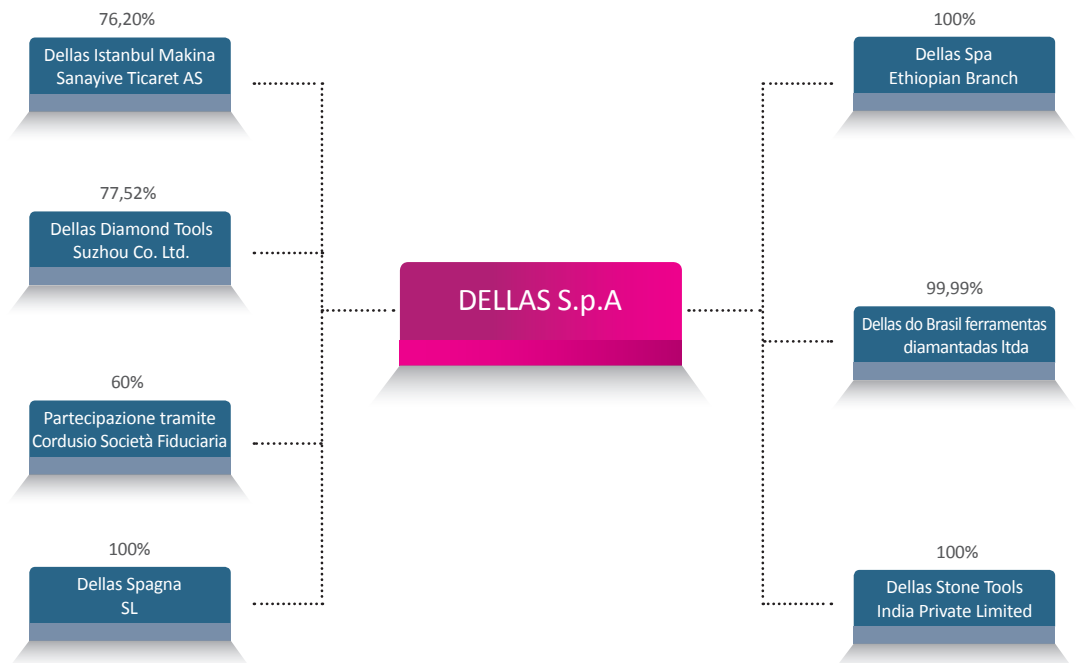 76,20%
Dellas Istanbul Makina
Sanayive Ticaret AS
77,52%
Dellas Diamond Tools
Suzhou Co. Ltd.
60%
Partecipazione tramite
Cordusio Società Fiduciaria
100%
Dellas Spagna
SL
DELLAS S.p.A
100%
Dellas Spa
Ethiopian Branch
99,99%
Dellas do Brasil ferramentas
diamantadas ltda
100%
Dellas Stone Tools
India Private Limited